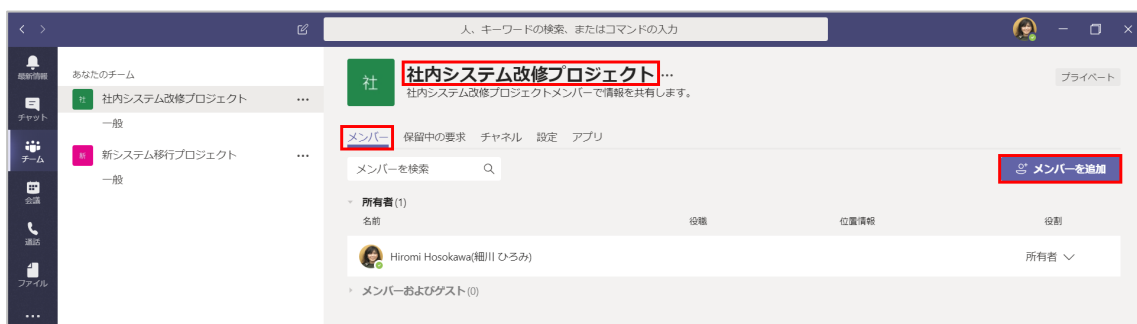 人、キーワードの検索、またはコマンドの入力
最新情報
チャット
チーム
会議
通話
ファイル
あなたのチーム
社 社内システム改修プロジェクト ...
一般
新 新システム移行プロジェクト ...
一般
社 社内システム改修プロジェクト ...
社内システム改修プロジェクトメンバーで情報を共有します。
プライベート
メンバー 保留中の要求 チャネル 設定 アプリ
メンバーを検索
メンバーを追加
所有者(1)
名前 役職 位置情報 役割
Hiromi Hosokawa(細川 ひろみ) 所有者
メンバーおよびゲスト(0)